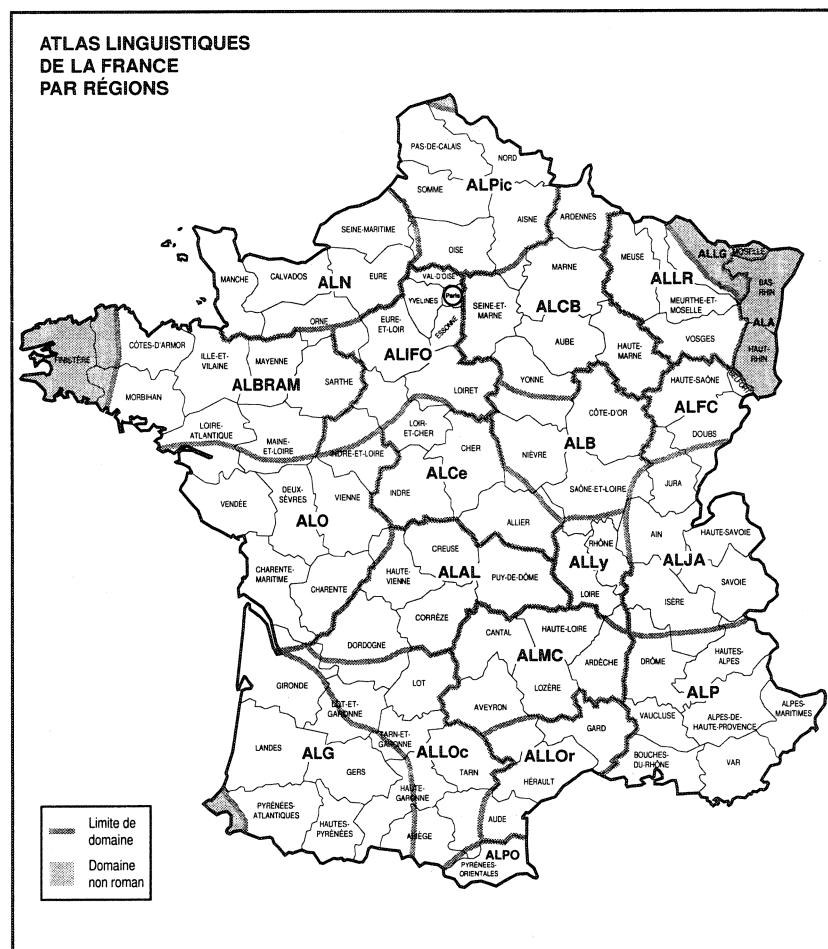 ATLAS LINGUISTIQUES
DE LA FRANCE
PAR RÉGIONS
PAS-DE-CALAIS
NORD
SOMME
ALPic
AISNE
ARDENNES
OISE
SEINE-MARITIME
MANCHE
CALVADOS
EURE
ALN
ORNE
VAL-D'OISE
YVELINES
Paris
ESSONNE
SEINE-ET-
MARNE
MARNE
ALCB
AUBE
HAUTE-
MARNE
MEUSE
ALLR
MEURTHE-ET-
MOSELLE
VOSGES
ALLG
MOSELLE
BAS-
RHIN
ALA
HAUT-
RHIN
FINISTÈRE
CÔTES-D'ARMOR
MORBIHAN
ILLE-ET-
VILAINE
MAYENNE
ALBRAM
SARTHE
LOIRE-
ATLANTIQUE
MAINE-
ET-LOIRE
EURE-
ET-LOIR
ALIFO
LOIRET
YONNE
LOIR-
ET-CHER
INDRE-ET-LOIRE
CHER
ALCe
INDRE
ALLIER
NIÈVRE
CÔTE-D'OR
ALB
SAÔNE-ET-LOIRE
HAUTE-SAÔNE
BELFORT
ALFC
DOUBS
JURA
VENDÉE
DEUX-
SÈVRES
VIENNE
ALO
CHARENTE-
MARITIME
CHARENTE
CREUSE
HAUTE-
VIENNE
ALAL
PUY-DE-DÔME
CORRÈZE
DORDOGNE
RHÔNE
ALLy
LOIRE
AIN
HAUTE-SAVOIE
ALJA
SAVOIE
ISÈRE
CANTAL
HAUTE-LOIRE
ALMC
ARDÈCHE
LOZÈRE
AVEYRON
DRÔME
HAUTES-
ALPES
ALP
VAUCLUSE
ALPES-DE-
HAUTE-PROVENCE
ALPES-
MARITIMES
BOUCHES-
DU-RHÔNE
VAR
GIRONDE
LOT-ET-
GARONNE
LOT
TARN-ET-
GARONNE
LANDES
ALG
GERS
ALLOc
TARN
HAUTE-
GARONNE
GARD
ALLOr
HÉRAULT
AUDE
PYRÉNÉES-
ATLANTIQUES
HAUTES-
PYRÉNÉES
ARIÈGE
ALPO
PYRÉNÉES-
ORIENTALES
Limite de
domaine
Domaine
non roman